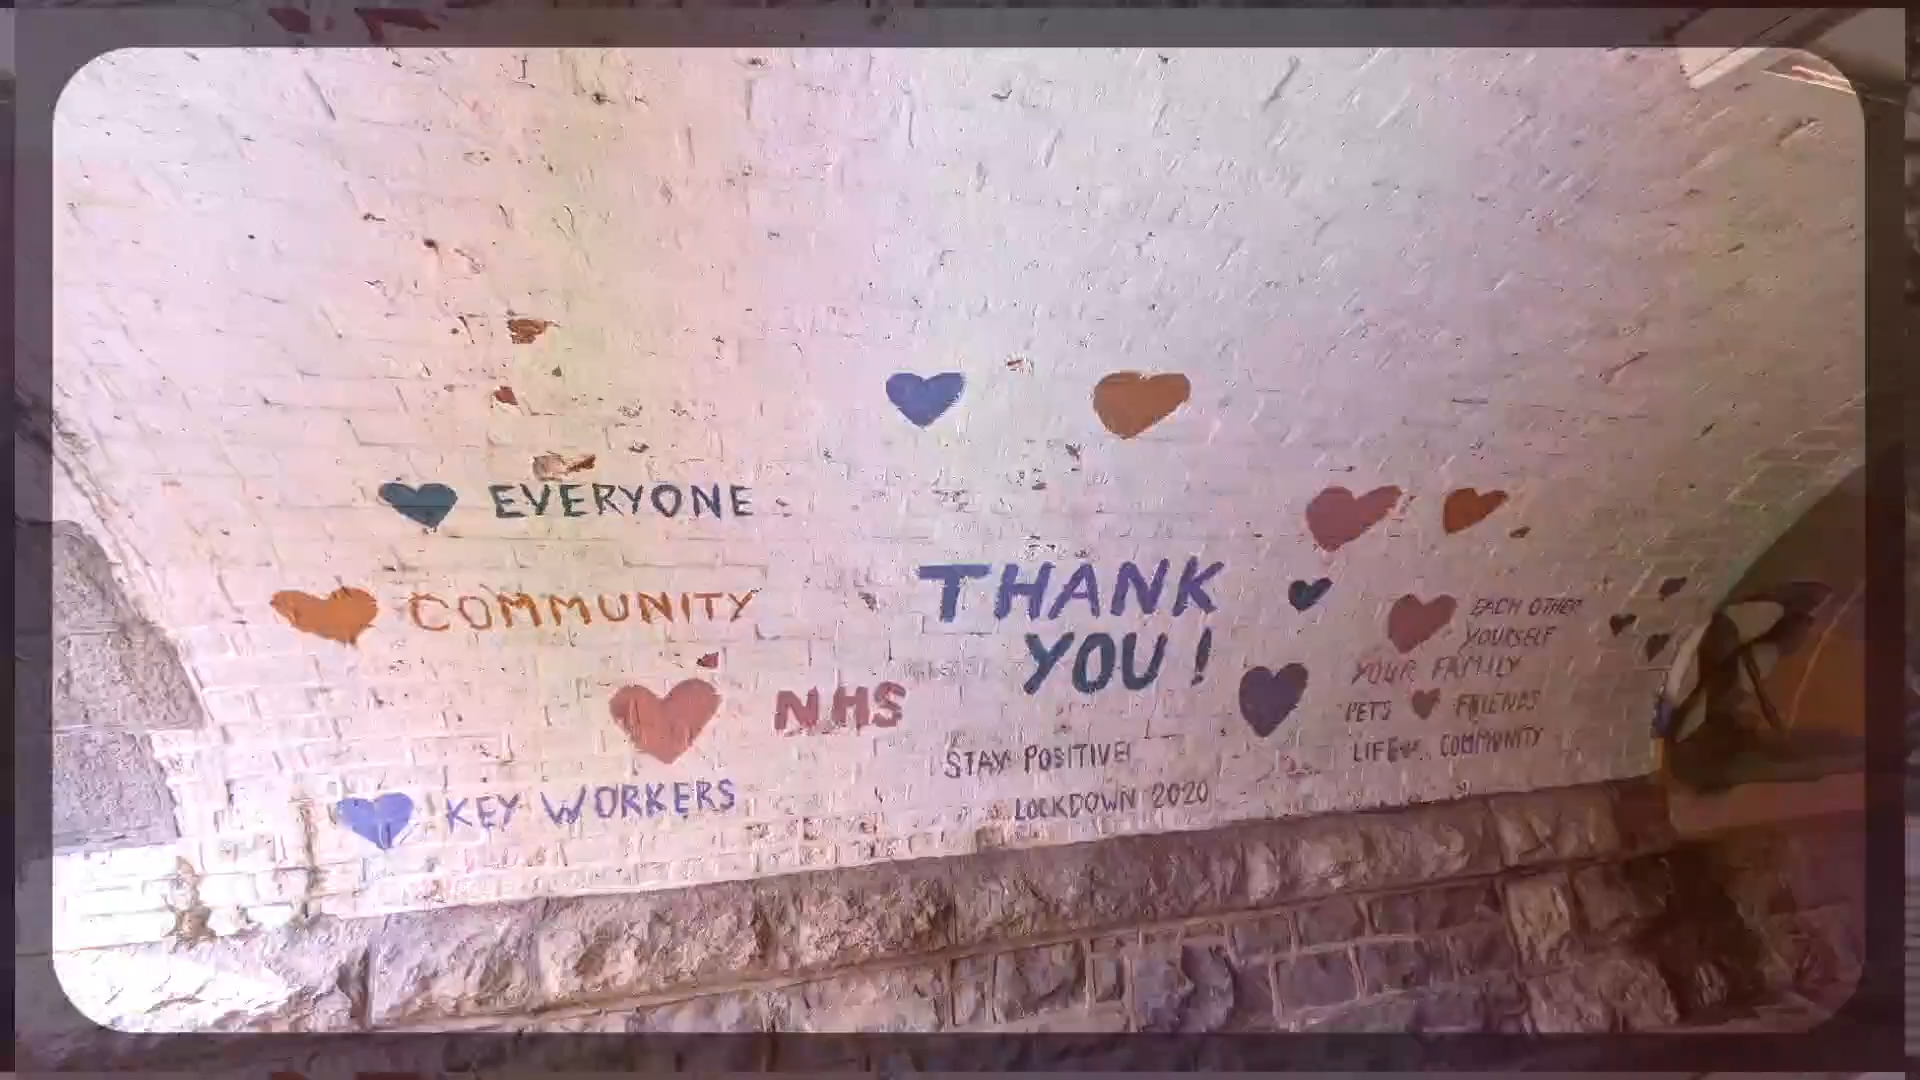 EVERYONE
COMMUNITY
NHS
KEY WORKERS
THANK
YOU!
STAY POSITIVE!
LOCKDOWN 2020
EACH OTHER
YOURSELF
YOUR FAMILY
PETS FRIENDS
LIFE COMMUNITY